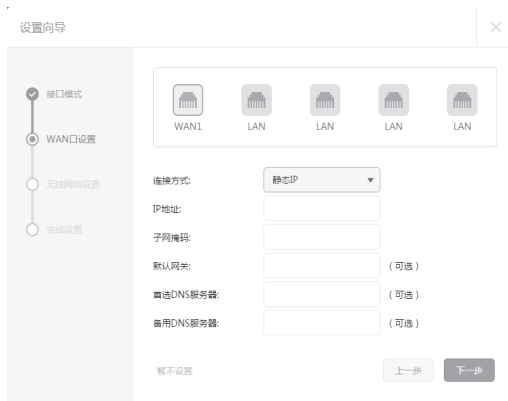 设置向导
接口模式
WAN口设置
无线网络设置
完成设置
WAN1 LAN LAN LAN LAN
连接方式: 静态IP
IP地址:
子网掩码:
默认网关: (可选)
首选DNS服务器: (可选)
备用DNS服务器: (可选)
暂不设置 上一步 下一步